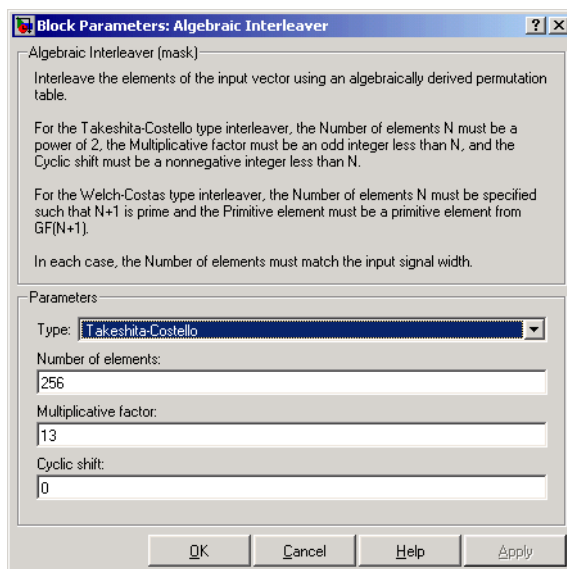 Block Parameters: Algebraic Interleaver
Algebraic Interleaver (mask)
Interleave the elements of the input vector using an algebraically derived permutation
table.
For the Takeshita-Costello type interleaver, the Number of elements N must be a
power of 2, the Multiplicative factor must be an odd integer less than N, and the
Cyclic shift must be a nonnegative integer less than N.
For the Welch-Costas type interleaver, the Number of elements N must be specified
such that N+1 is prime and the Primitive element must be a primitive element from
GF(N+1).
In each case, the Number of elements must match the input signal width.
Parameters
Type: Takeshita-Costello
Number of elements:
256
Multiplicative factor:
13
Cyclic shift:
0
OK Cancel Help Apply